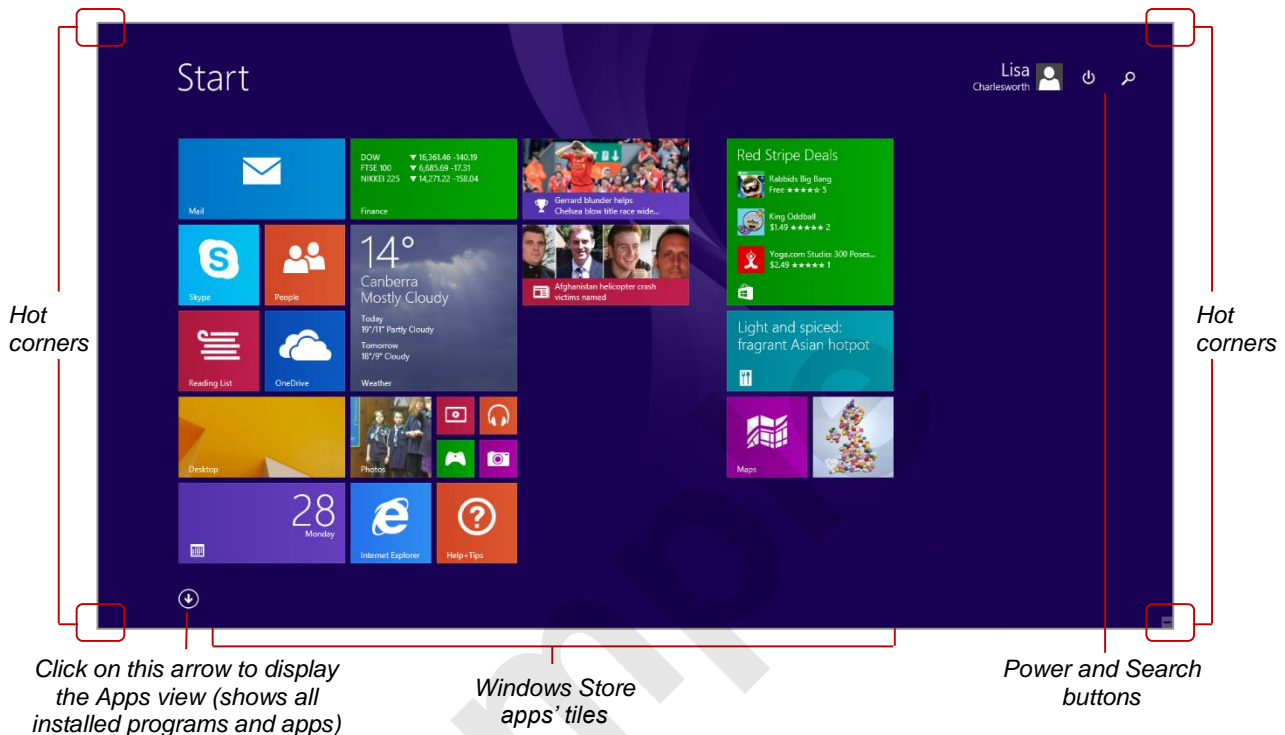 Start
Lisa
Charlesworth
Mail
DOW ▼ 16,361.46 -140.19
FTSE 100 ▼ 6,685.69 -17.31
NIKKEI 225 ▼ 14,271.22 -158.04
Finance
Gerrard blunder helps
Chelsea blow title race wide...
Red Stripe Deals
Rabbids Big Bang
Free ★★★★☆ 5
King Oddball
$1.49 ★★★★★ 2
Yoga.com Studio: 300 Poses...
$2.49 ★★★★★ 1
Skype
People
14°
Canberra
Mostly Cloudy
Today
19°/11° Partly Cloudy
Tomorrow
18°/9° Cloudy
Weather
Afghanistan helicopter crash
victims named
Reading List
OneDrive
Light and spiced:
fragrant Asian hotpot
Desktop
Photos
Maps
28
Monday
Internet Explorer
Help+Tips
Hot
corners
Hot
corners
Click on this arrow to display
the Apps view (shows all
installed programs and apps)
Windows Store
apps' tiles
Power and Search
buttons